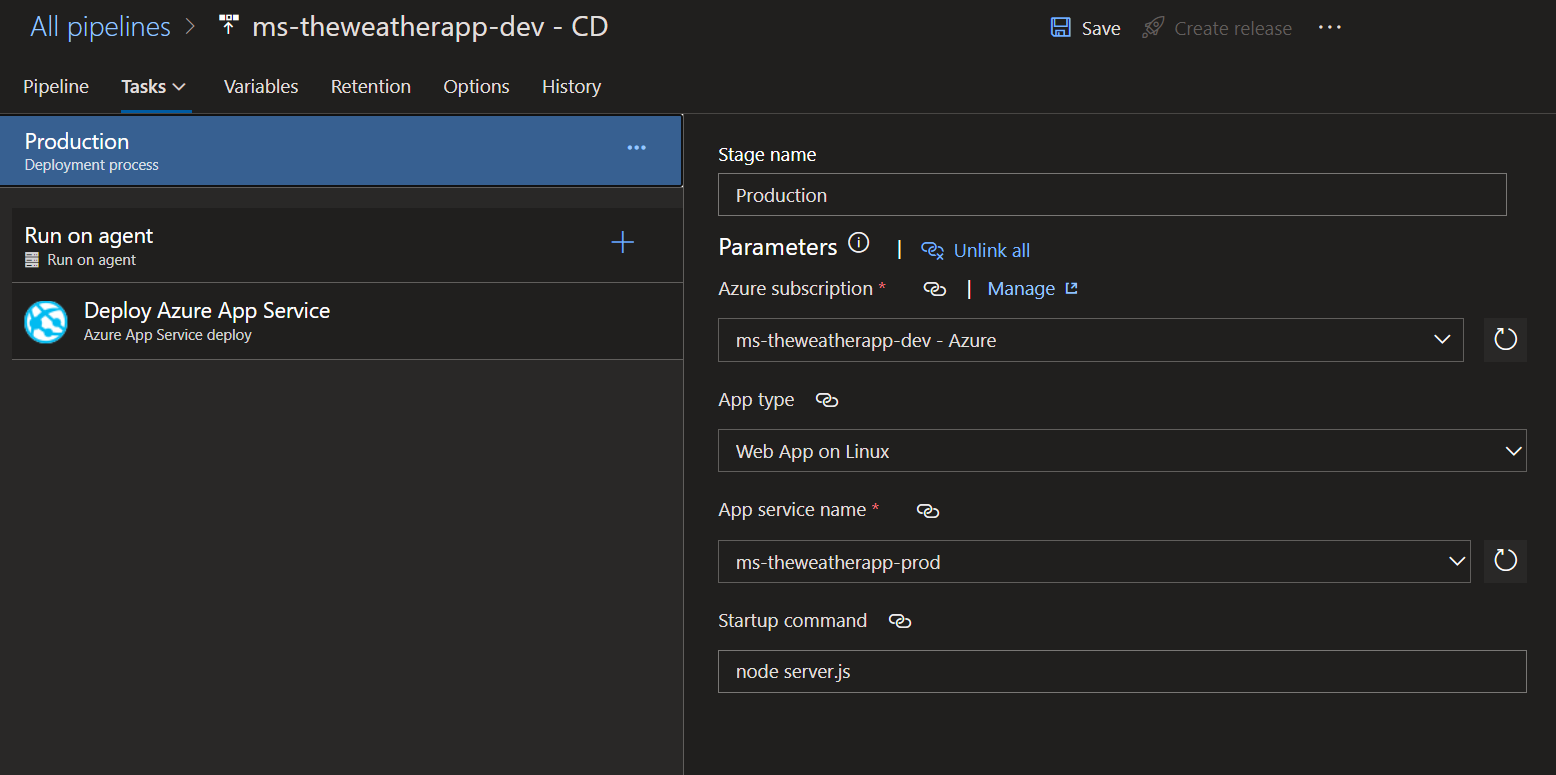 All pipelines > ms-theweatherapp-dev - CD
Save
Create release
Pipeline
Tasks
Variables
Retention
Options
History
Production
Deployment process
Run on agent
Run on agent
Deploy Azure App Service
Azure App Service deploy
Stage name
Production
Parameters | Unlink all
Azure subscription * | Manage
ms-theweatherapp-dev - Azure
App type
Web App on Linux
App service name *
ms-theweatherapp-prod
Startup command
node server.js